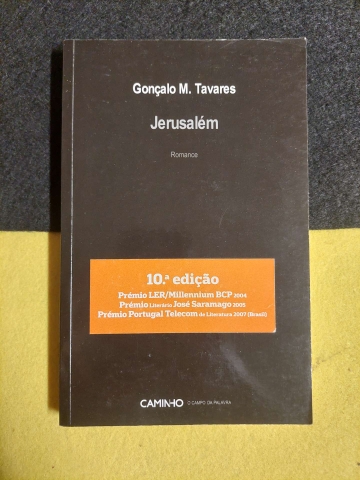 Gonçalo M. Tavares
Jerusalém
Romance
10.ª edição
Prémio LER/Millennium BCP 2004
Prémio Literário José Saramago 2005
Prémio Portugal Telecom de Literatura 2007 (Brasil)
CAMINHO O CAMPO DA PALAVRA